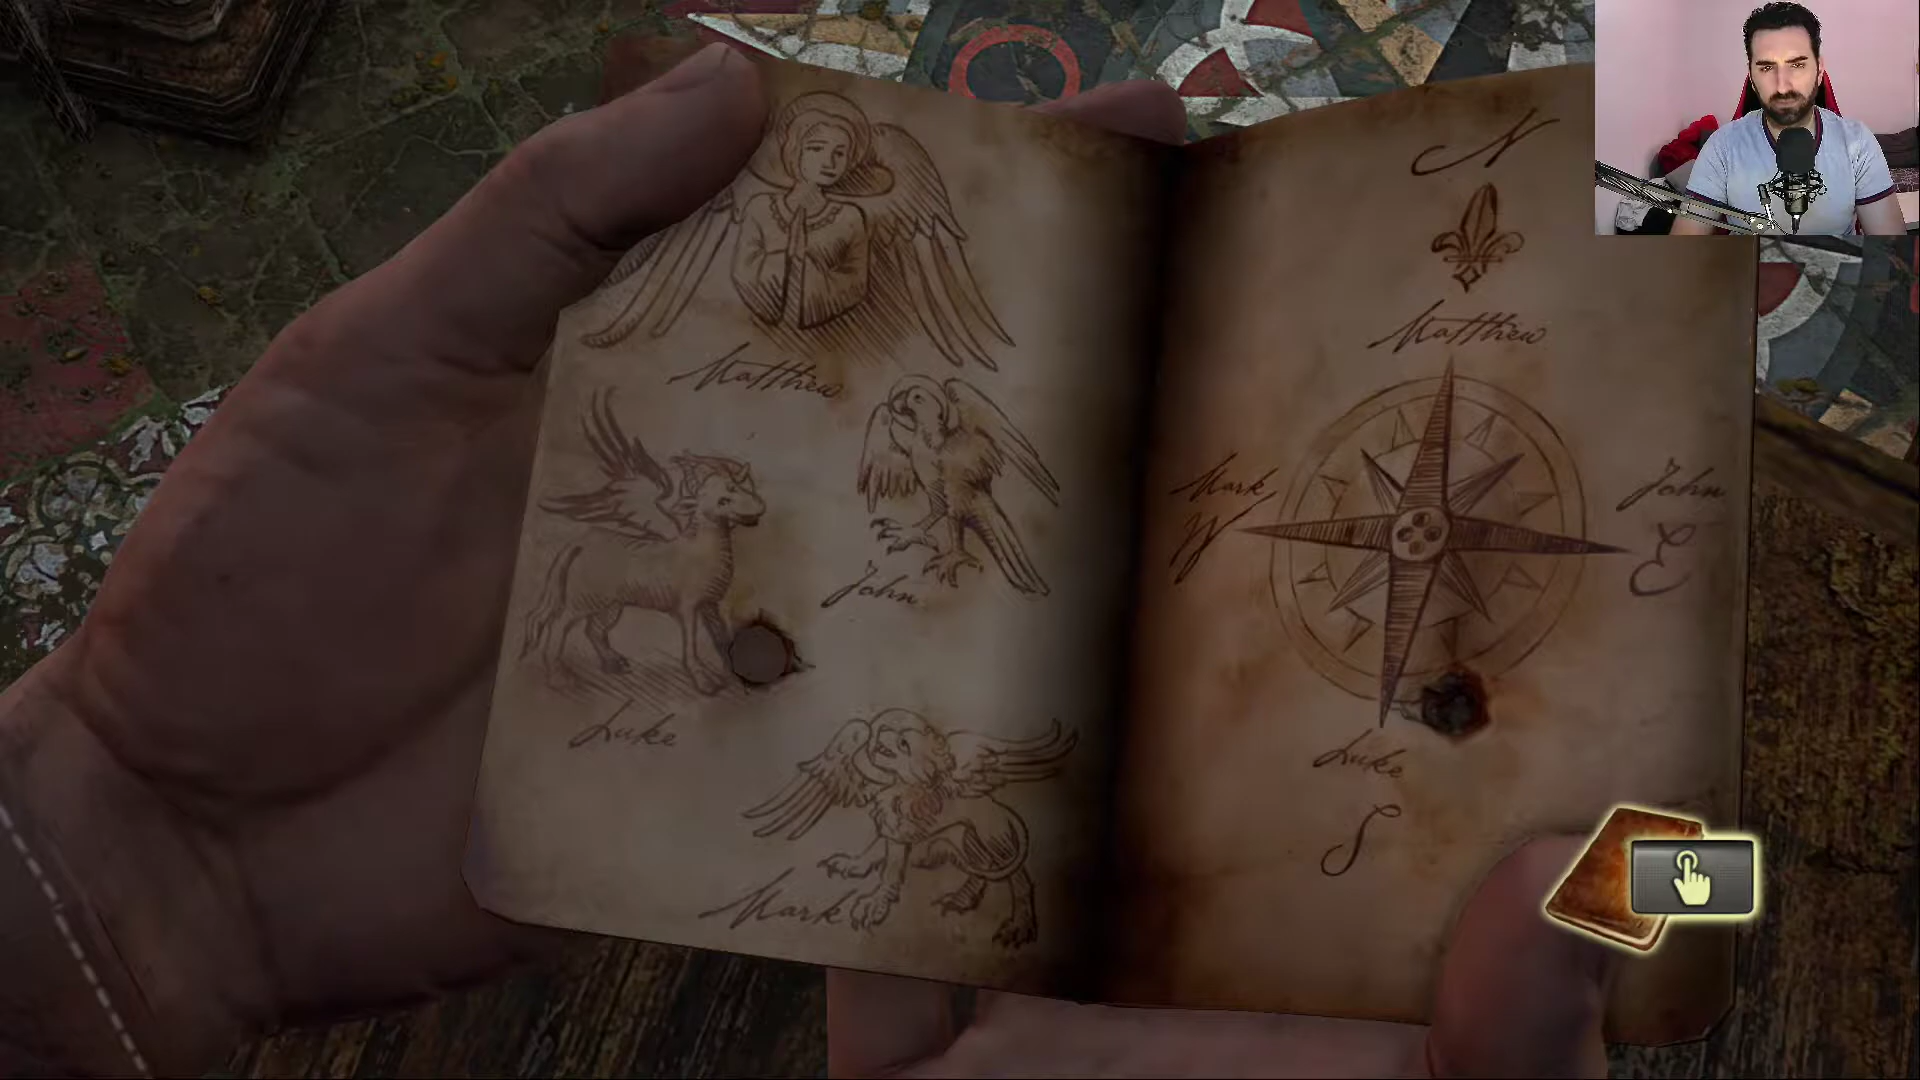 Matthew
John
Luke
Mark
N
Matthew
Mark
W
John
E
Luke
S